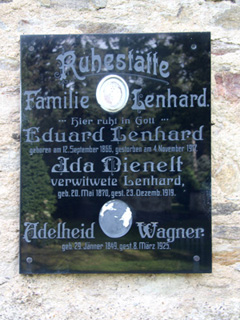 Ruhestätte
Familie Lenhard.
Hier ruht in Gott
Eduard Lenhard
geboren am 12. September 1866, gestorben am 4. November
Ada Dienelt
verwitwete Lenhard,
geb. 20. Mai 1870, gest. 23. Dezemb. 1919.
Adelheid Wagner.
geb. 29. Jänner 1849, gest. 8. März 1925.